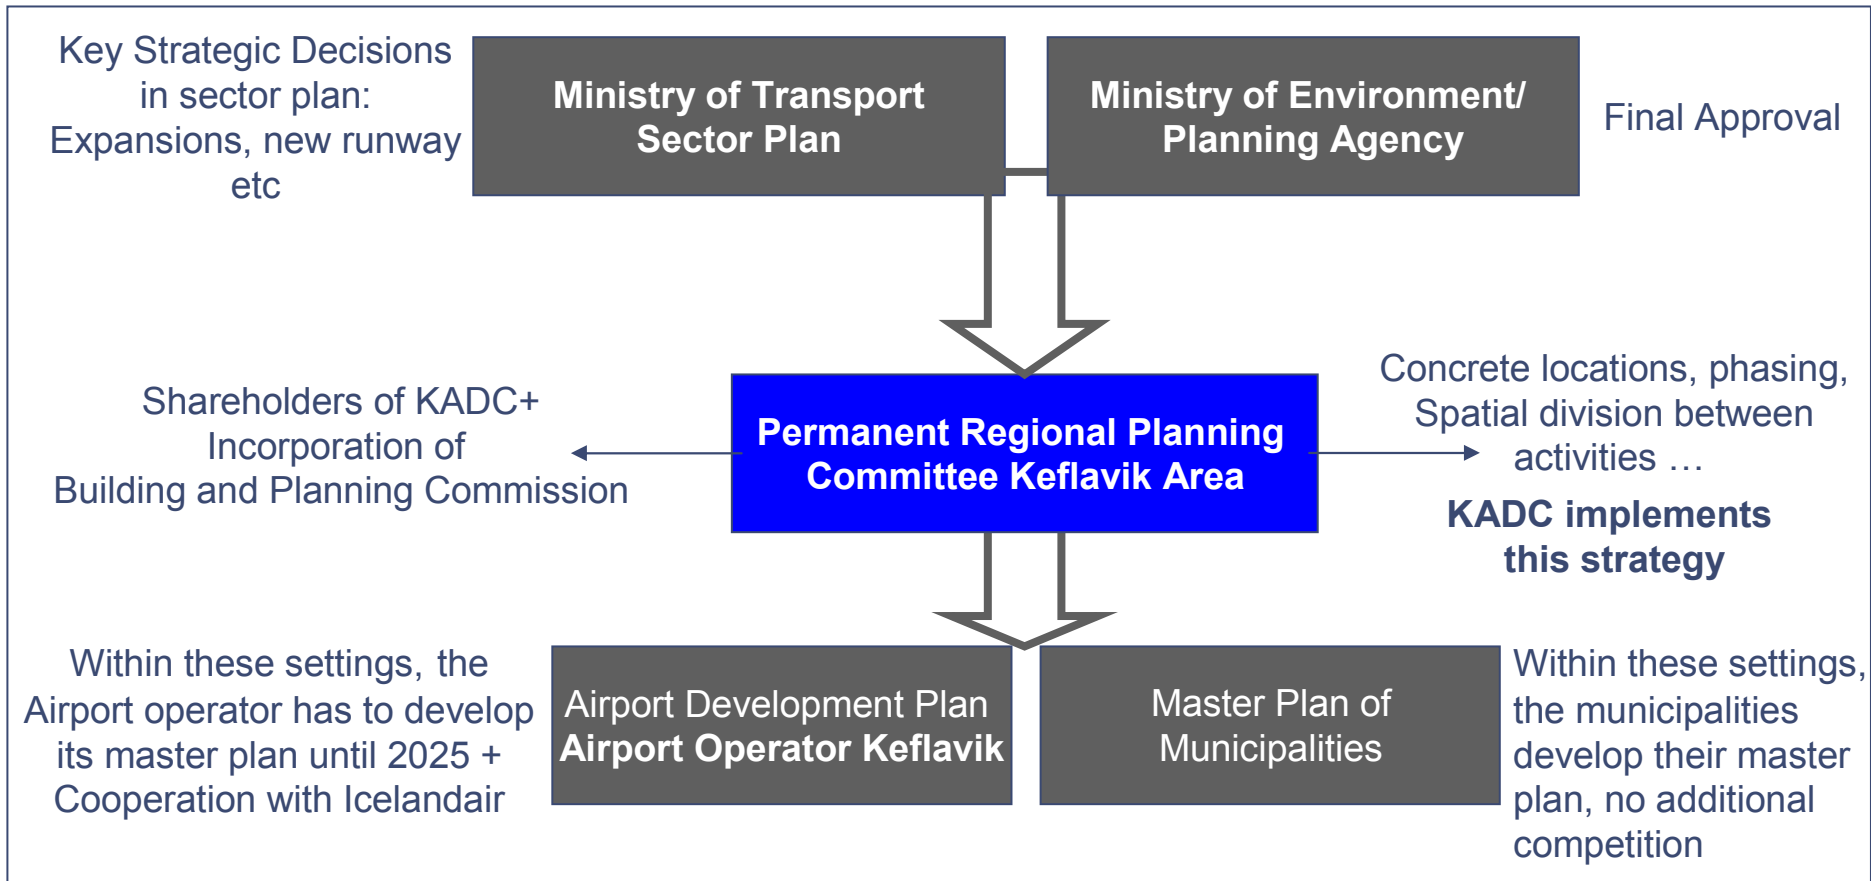 Key Strategic Decisions
in sector plan:
Expansions, new runway
etc
Ministry of Transport
Sector Plan
Ministry of Environment/
Planning Agency
Final Approval
Shareholders of KADC+
Incorporation of
Building and Planning Commission
Permanent Regional Planning
Committee Keflavik Area
Concrete locations, phasing,
Spatial division between
activities …
KADC implements
this strategy
Within these settings, the
Airport operator has to develop
its master plan until 2025 +
Cooperation with Icelandair
Airport Development Plan
Airport Operator Keflavik
Master Plan of
Municipalities
Within these settings,
the municipalities
develop their master
plan, no additional
competition